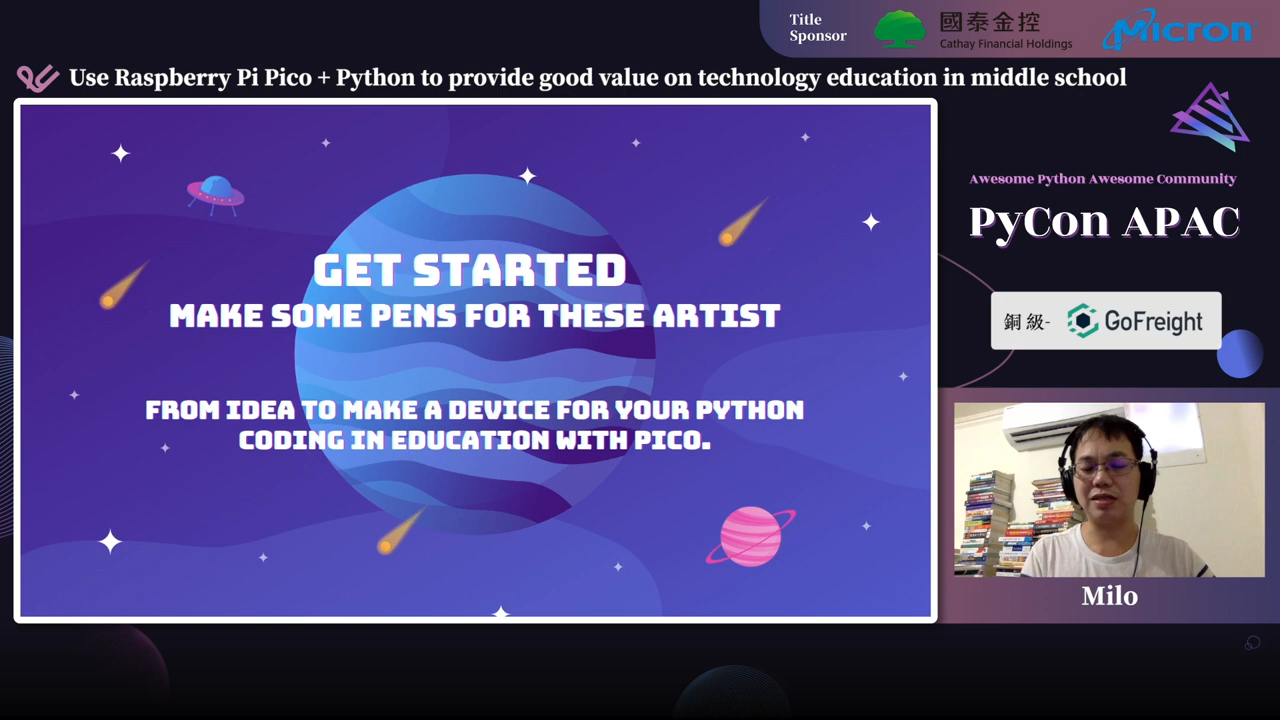 Title
Sponsor
國泰金控
Cathay Financial Holdings
Micron
Use Raspberry Pi Pico + Python to provide good value on technology education in middle school
GET STARTED
MAKE SOME PENS FOR THESE ARTIST
FROM IDEA TO MAKE A DEVICE FOR YOUR PYTHON
CODING IN EDUCATION WITH PICO.
Awesome Python Awesome Community
PyCon APAC
銅級- GoFreight
Milo